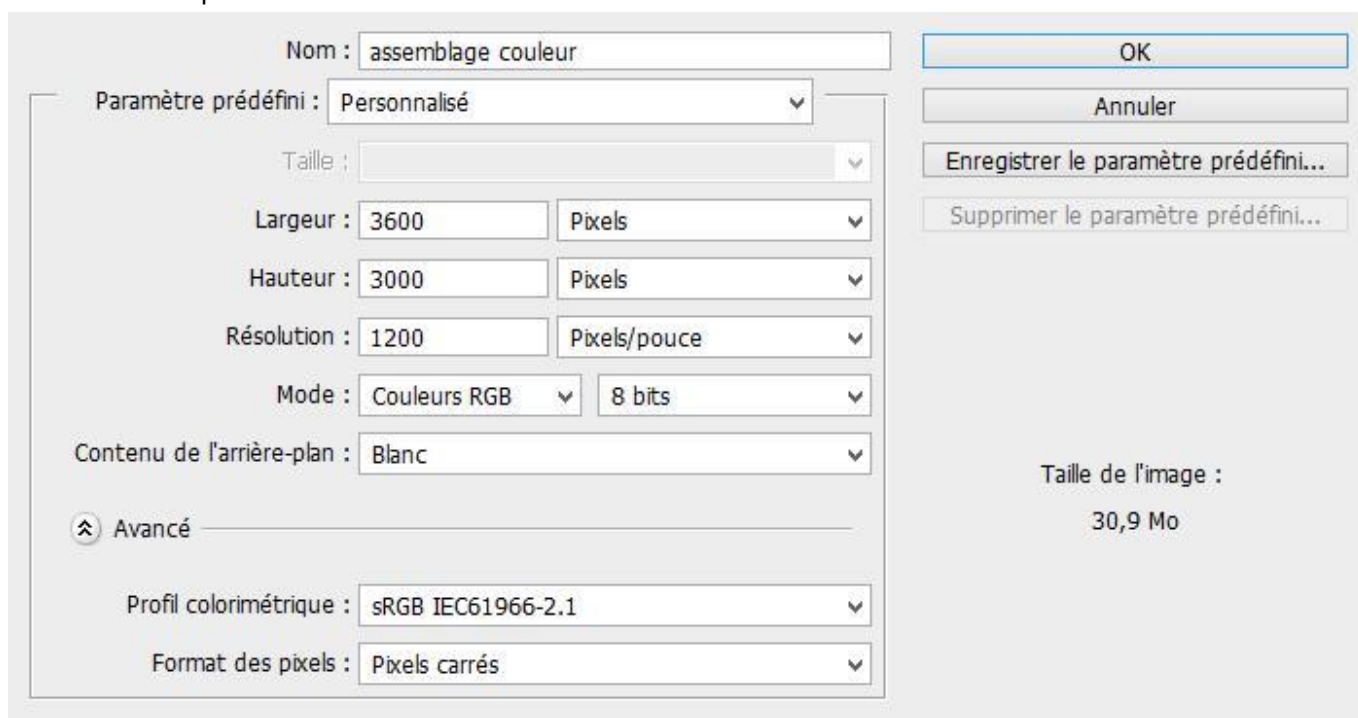 Nom : assemblage couleur
OK
Paramètre prédéfini : Personnalisé
Annuler
Taille :
Enregistrer le paramètre prédéfini...
Largeur : 3600 Pixels
Supprimer le paramètre prédéfini...
Hauteur : 3000 Pixels
Résolution : 1200 Pixels/pouce
Mode : Couleurs RGB 8 bits
Contenu de l'arrière-plan : Blanc
Taille de l'image :
30,9 Mo
Avancé
Profil colorimétrique : sRGB IEC61966-2.1
Format des pixels : Pixels carrés